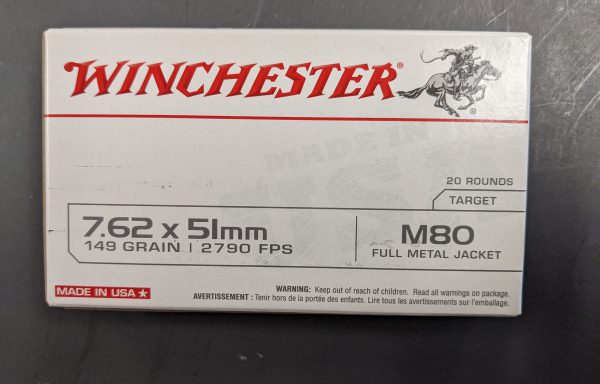 WINCHESTER®
20 ROUNDS
TARGET
7.62 x 51mm
149 GRAIN | 2790 FPS
M80
FULL METAL JACKET
MADE IN USA ★
WARNING: Keep out of reach of children. Read all warnings on package.
AVERTISSEMENT : Tenir hors de la portée des enfants. Lire tous les avertissements sur l'emballage.